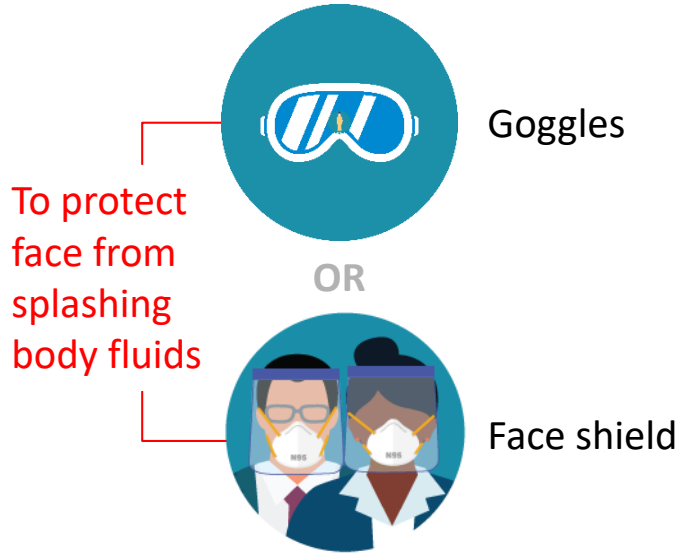 Goggles
To protect
face from
splashing
body fluids
OR
N95
N95
Face shield